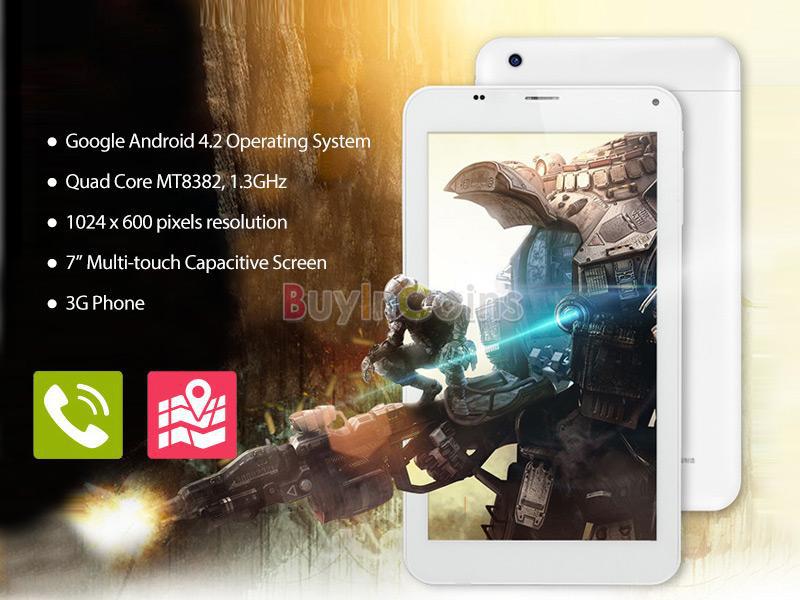 ● Google Android 4.2 Operating System
● Quad Core MT8382, 1.3GHz
● 1024 x 600 pixels resolution
● 7” Multi-touch Capacitive Screen
● 3G Phone
BuyInCoins